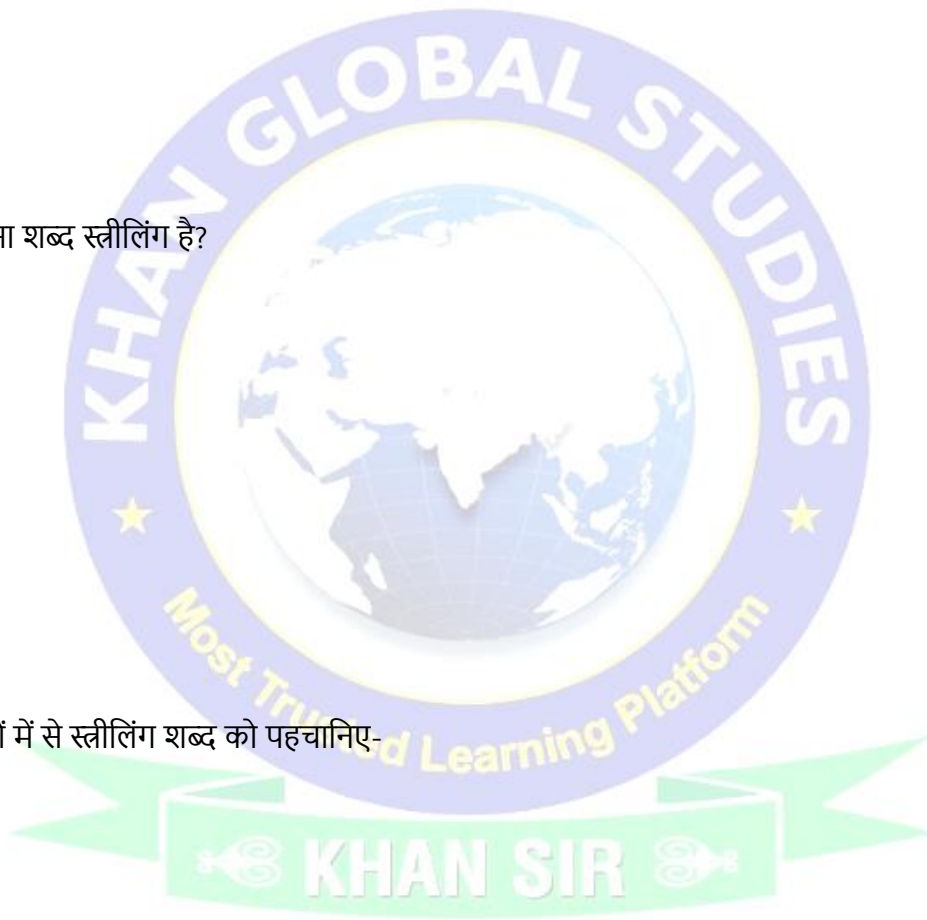 KHAN GLOBAL STUDIES
शब्द स्त्रीलिंग है?
में से स्त्रीलिंग शब्द को पहचानिए-
Most Trusted Learning Platform
KHAN SIR